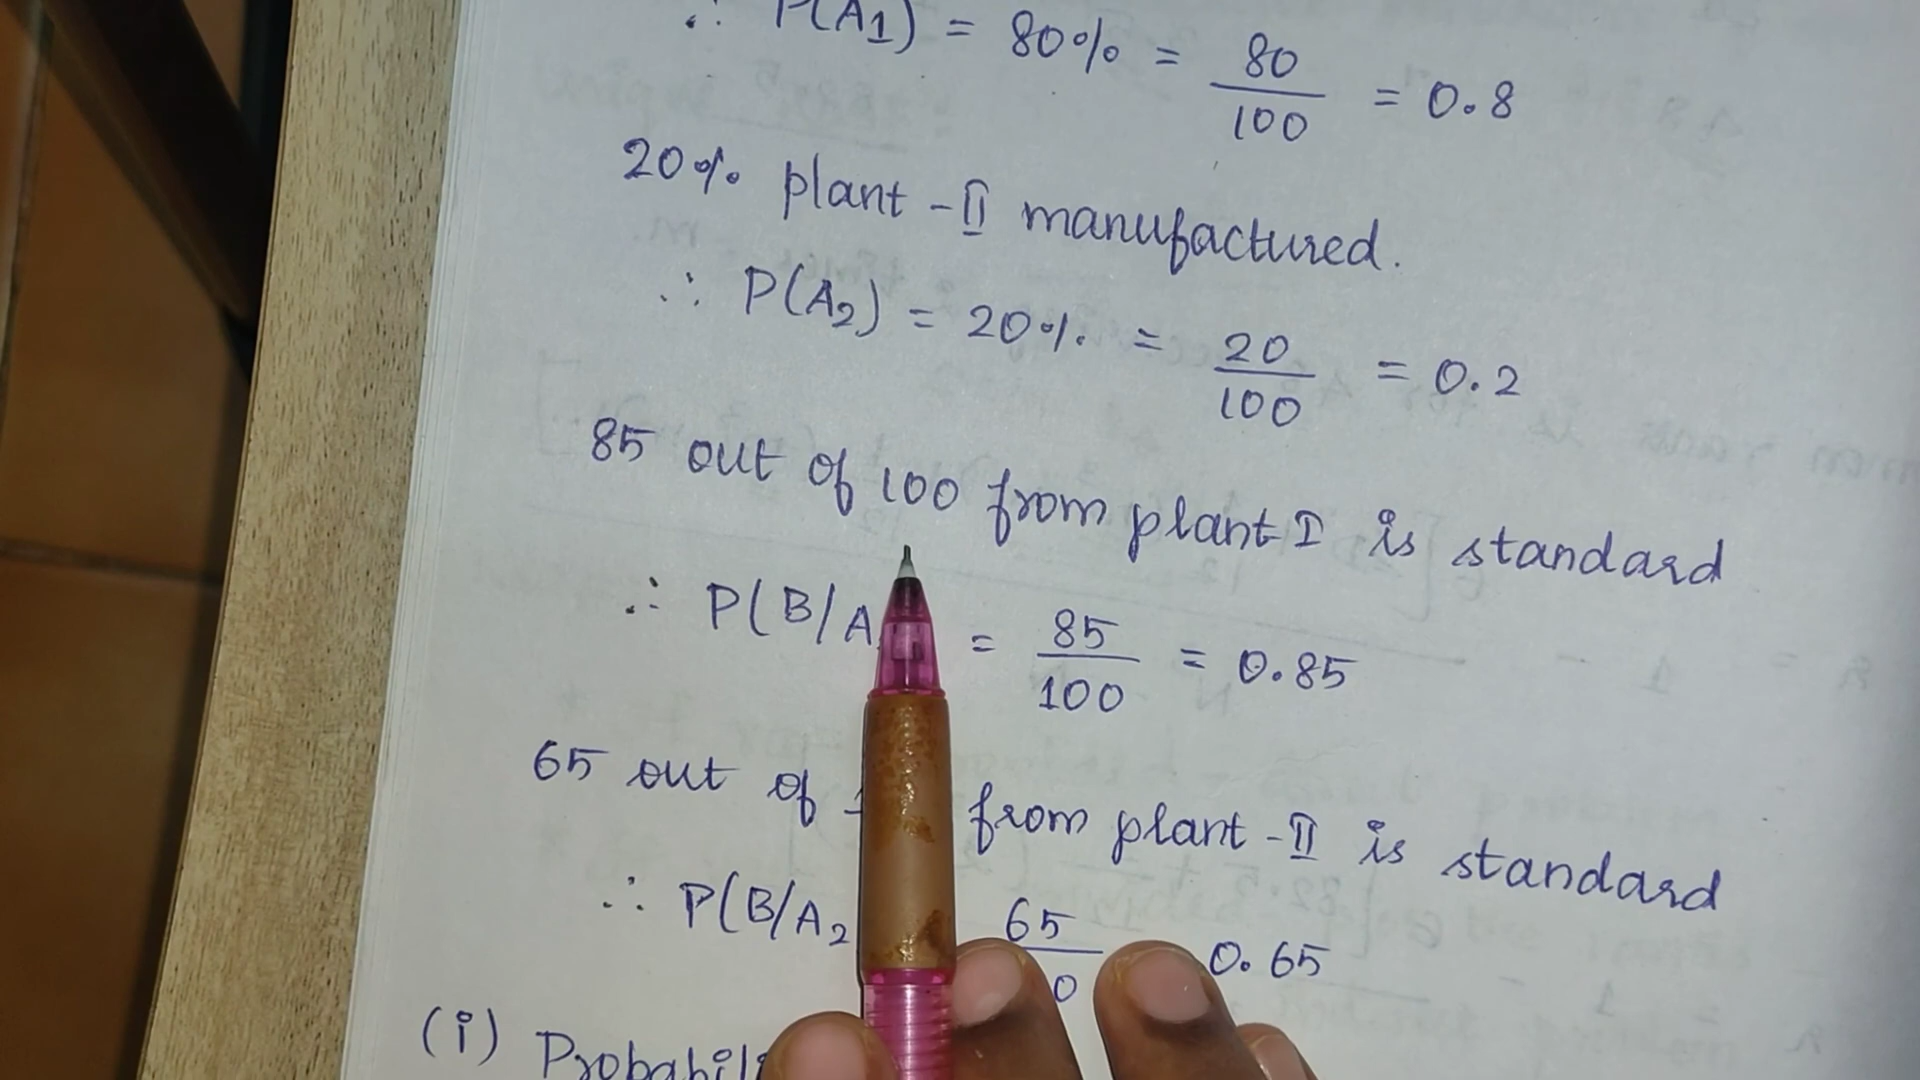 ∴ P(A1) = 80% = 80/100 = 0.8
20% plant - II manufactured.
∴ P(A2) = 20% = 20/100 = 0.2
85 out of 100 from plant I is standard
∴ P(B/A = 85/100 = 0.85
65 out of from plant - II is standard
∴ P(B/A2 65 0.65
(i)